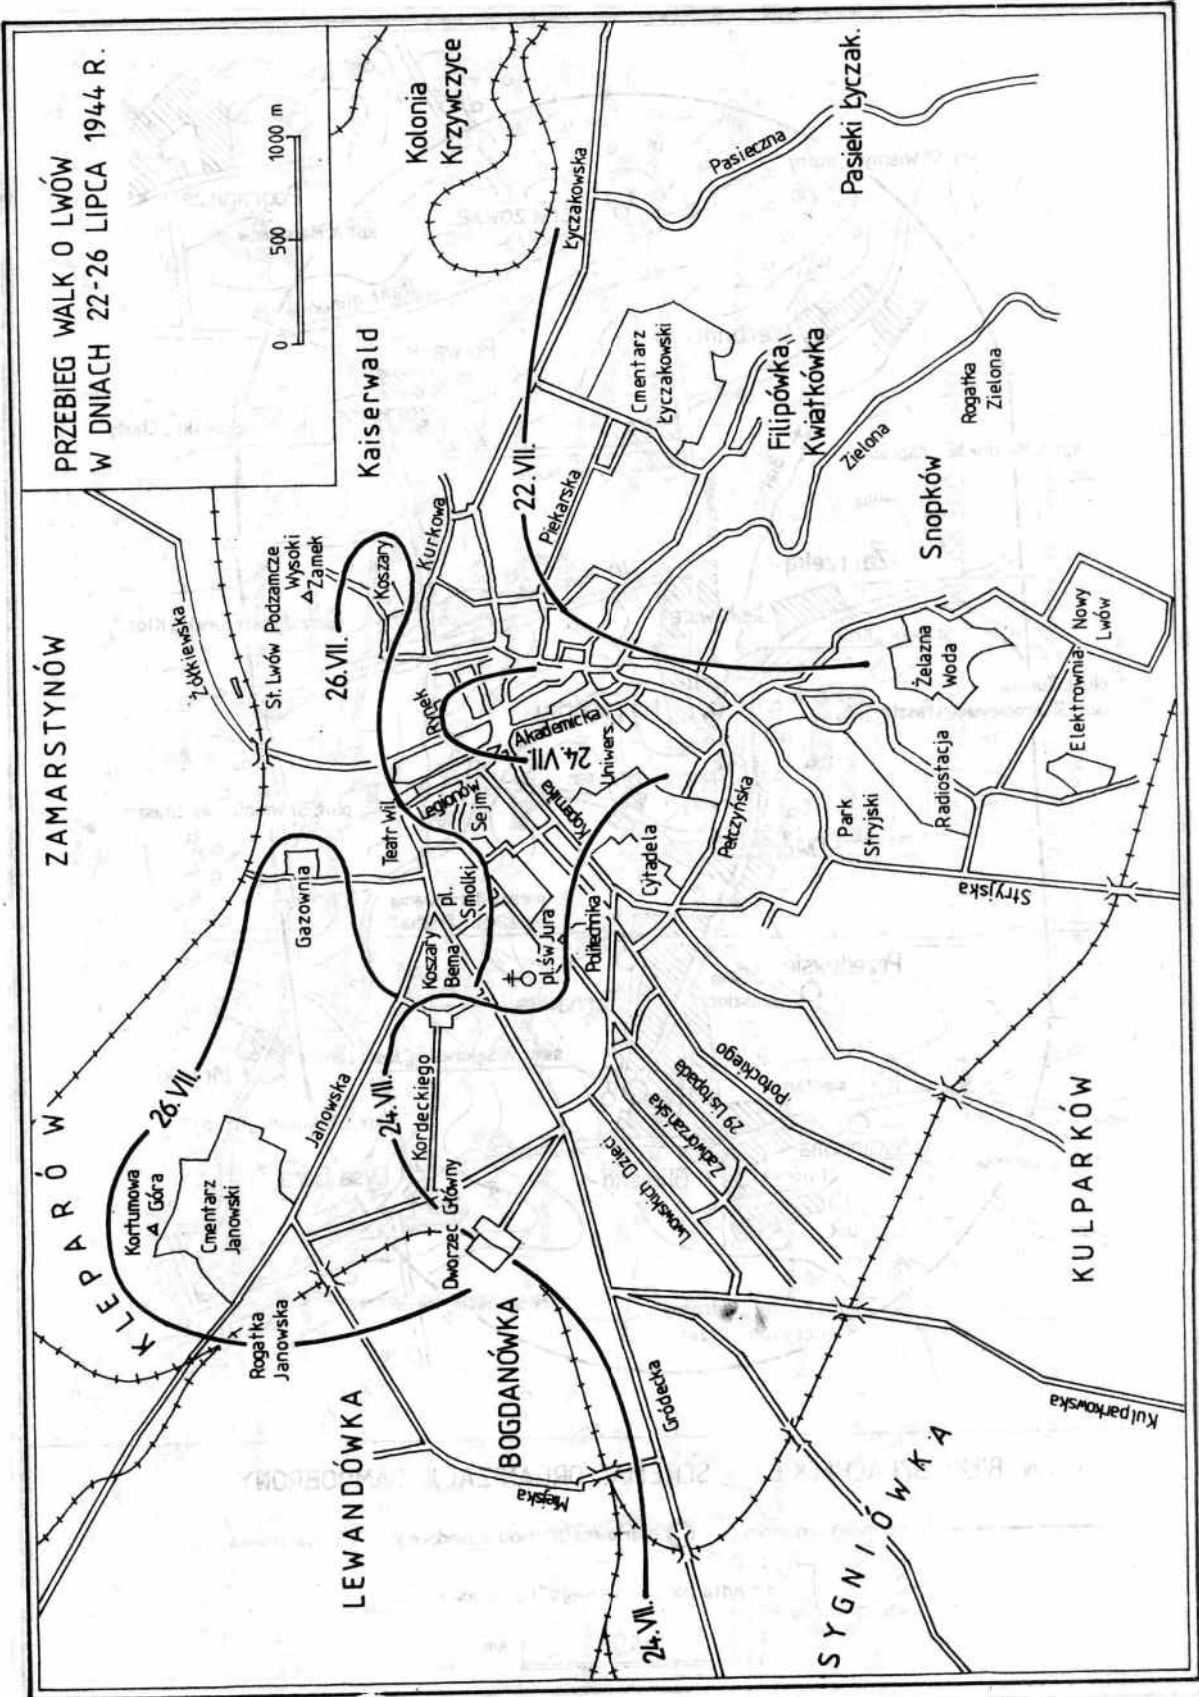 PRZEBIEG WALK O LWÓW
W DNIACH 22-26 LIPCA 1944 R.
0 500 1000 m
ZAMARSTYNÓW
KLEPARÓW
Kolonia
Krzywczyce
Kaiserwald
Żółkiewska
St. Lwów Podzamcze
Wysoki
Zamek
26.VII.
Koszary
Kurkowa
Łyczakowska
Pasieczna
Pasieki Łyczak.
22.VII.
Piekarska
Cmentarz
Łyczakowski
Filipówka
Kwiatkówka
Zielona
Rogatka
Zielona
Snopków
Gazownia
Teatr Wil.
Rynek
Legionów
Sejm
Akademicka
24.VII.
Uniwers.
Kopernika
Koszary
Bema
pl.
Smolki
pl. św Jura
Politechnika
Cytadela
Pełczyńska
Park
Stryjski
Radiostacja
Żelazna
Woda
Elektrownia
Nowy
Lwów
Stryjska
26.VII.
Kortumowa
Góra
Cmentarz
Janowski
Janowska
24.VII.
Kordeckiego
Dworzec Główny
Rogatka
Janowska
Lwowskich Dzieci
Zadwórzańska
29 Listopada
Potockiego
LEWANDÓWKA
BOGDANÓWKA
Miejska
Gródecka
24.VII.
KULPARKÓW
Kulparkowska
SYGNIÓWKA